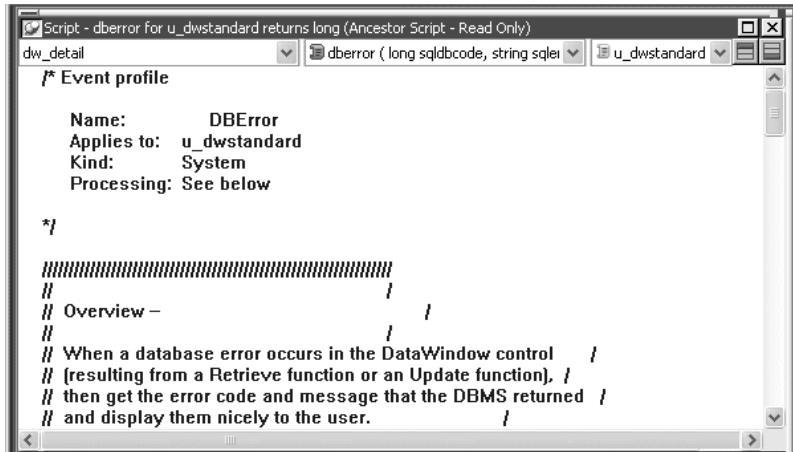 Script - dberror for u_dwstandard returns long (Ancestor Script - Read Only)
dw_detail dberror ( long sqldbcode, string sqler u_dwstandard
/* Event profile
Name: DBError
Applies to: u_dwstandard
Kind: System
Processing: See below
*/
//////////////////////////////////////////////////////////////////////
// /
// Overview – /
// /
// When a database error occurs in the DataWindow control /
// (resulting from a Retrieve function or an Update function), /
// then get the error code and message that the DBMS returned /
// and display them nicely to the user. /